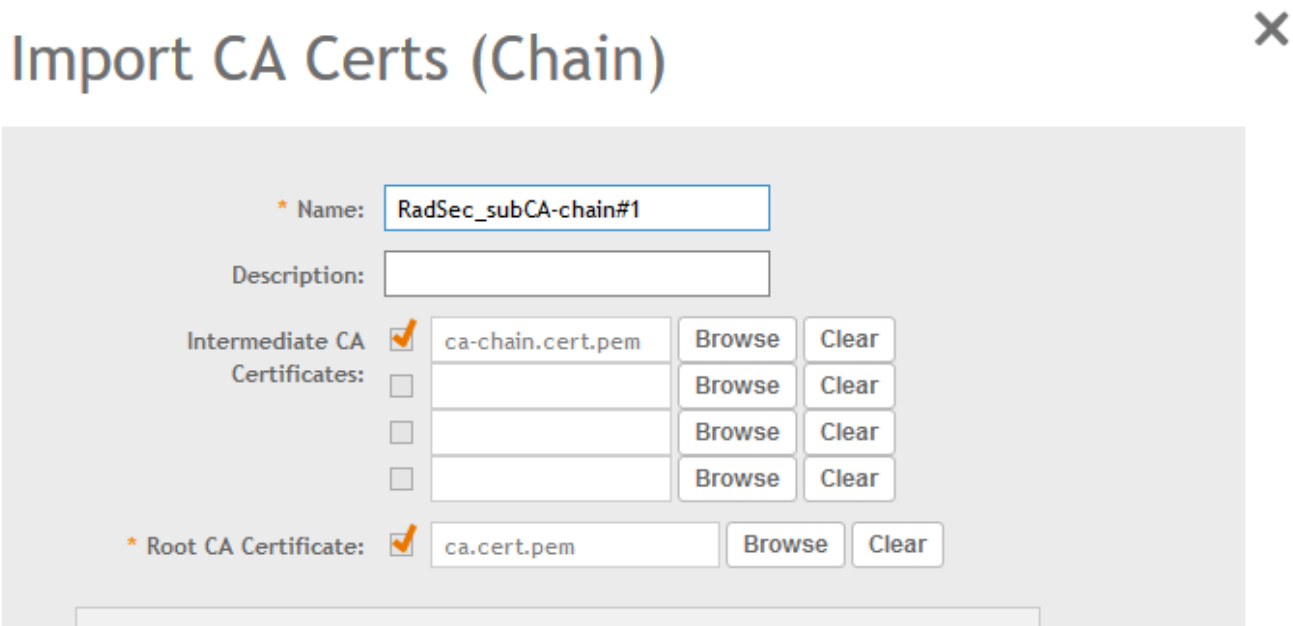 Import CA Certs (Chain)
* Name: RadSec_subCA-chain#1
Description:
Intermediate CA ca-chain.cert.pem Browse Clear
Certificates:
Browse Clear
Browse Clear
Browse Clear
* Root CA Certificate: ca.cert.pem Browse Clear